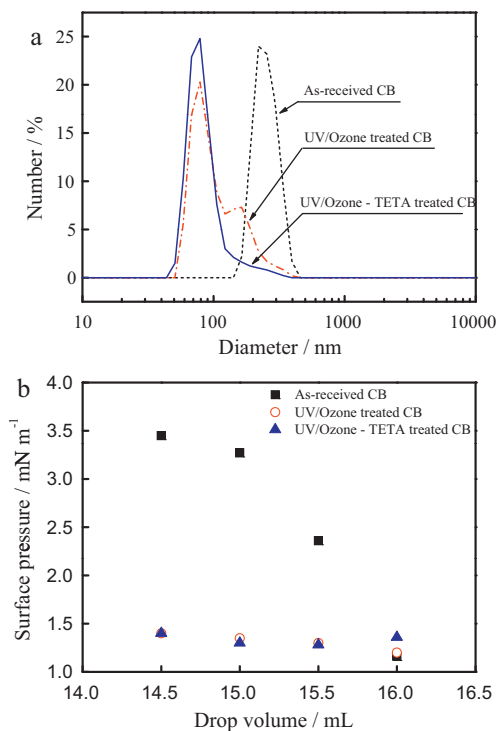 a
25
20
15
10
5
0
Number / %
As-received CB
UV/Ozone treated CB
UV/Ozone - TETA treated CB
10
100
1000
10000
Diameter / nm
b
4.0
3.5
3.0
2.5
2.0
1.5
1.0
Surface pressure / mN m⁻¹
As-received CB
UV/Ozone treated CB
UV/Ozone - TETA treated CB
14.0
14.5
15.0
15.5
16.0
16.5
Drop volume / mL